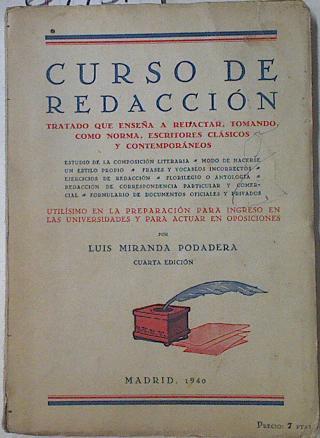 CURSO DE
REDACCIÓN
TRATADO QUE ENSEÑA A REDACTAR, TOMANDO,
COMO NORMA, ESCRITORES CLÁSICOS
Y CONTEMPORÁNEOS
ESTUDIO DE LA COMPOSICIÓN LITERARIA * MODO DE HACERSE
UN ESTILO PROPIO * FRASES Y VOCABLOS INCORRECTOS *
EJERCICIOS DE REDACCIÓN * FLORILEGIO O ANTOLOGÍA *
REDACCIÓN DE CORRESPONDENCIA PARTICULAR Y COMER-
CIAL * FORMULARIO DE DOCUMENTOS OFICIALES Y PRIVADOS
UTILÍSIMO EN LA PREPARACIÓN PARA INGRESO EN
LAS UNIVERSIDADES Y PARA ACTUAR EN OPOSICIONES
POR
LUIS MIRANDA PODADERA
CUARTA EDICIÓN
MADRID, 1940
PRECIO: 7 PTAS